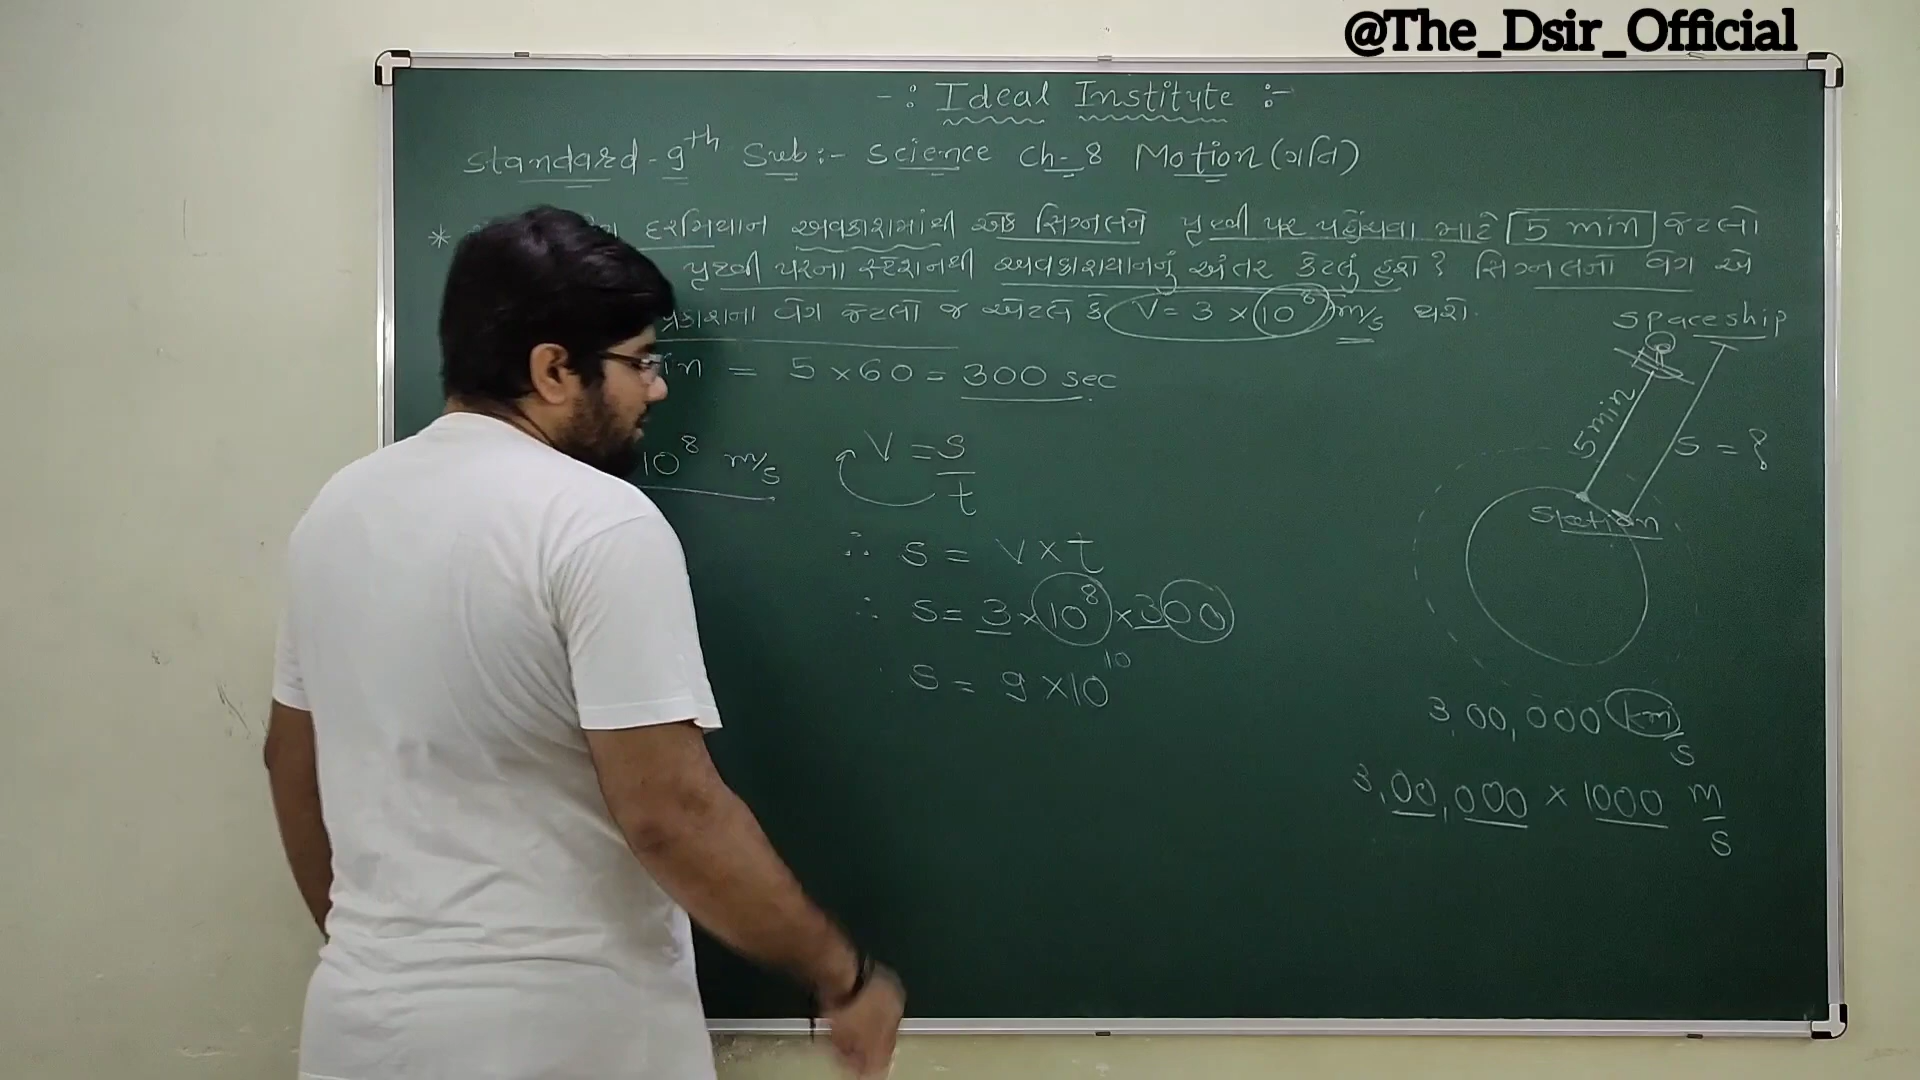 @The_Dsir_Official
-: Ideal Institute :-
Standard-9th Sub:- Science Ch-8 Motion (ગતિ)
* દરમિયાન અવકાશમાંથી એક સિગ્નલને પૃથ્વી પર પહોંચવા માટે 5 min જેટલો
પૃથ્વી પરના સ્ટેશનથી અવકાશયાનનું અંતર કેટલું હશે? સિગ્નલનો વેગ એ
પ્રકાશના વેગ જેટલો જ એટલે કે V = 3 × 10⁸ m/s થશે.
Spaceship
= 5 × 60 = 300 sec
5 min
S = ?
10⁸ m/s
V = S/t
Station
∴ S = V × t
∴ S = 3 × 10⁸ × 300
∴ S = 9 × 10¹⁰
3,00,000 km/s
3,00,000 × 1000 m/s